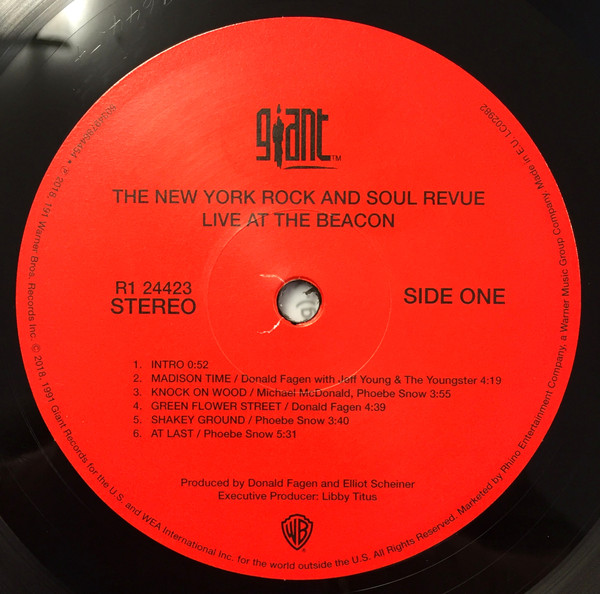 giant TM
THE NEW YORK ROCK AND SOUL REVUE
LIVE AT THE BEACON
R1 24423
STEREO
SIDE ONE
1. INTRO 0:52
2. MADISON TIME / Donald Fagen with Jeff Young & The Youngster 4:19
3. KNOCK ON WOOD / Michael McDonald, Phoebe Snow 3:55
4. GREEN FLOWER STREET / Donald Fagen 4:39
5. SHAKEY GROUND / Phoebe Snow 3:40
6. AT LAST / Phoebe Snow 5:31
Produced by Donald Fagen and Elliot Scheiner
Executive Producer: Libby Titus
WB
• ℗ 2018, 191 Warner Bros. Records Inc. © 2018, 1991 Giant Records for the U.S. and WEA International Inc. for the world outside the U.S. All Rights Reserved. Marketed by Rhino Entertainment Company, a Warner Music Group Company. Made in E.U. LC02982